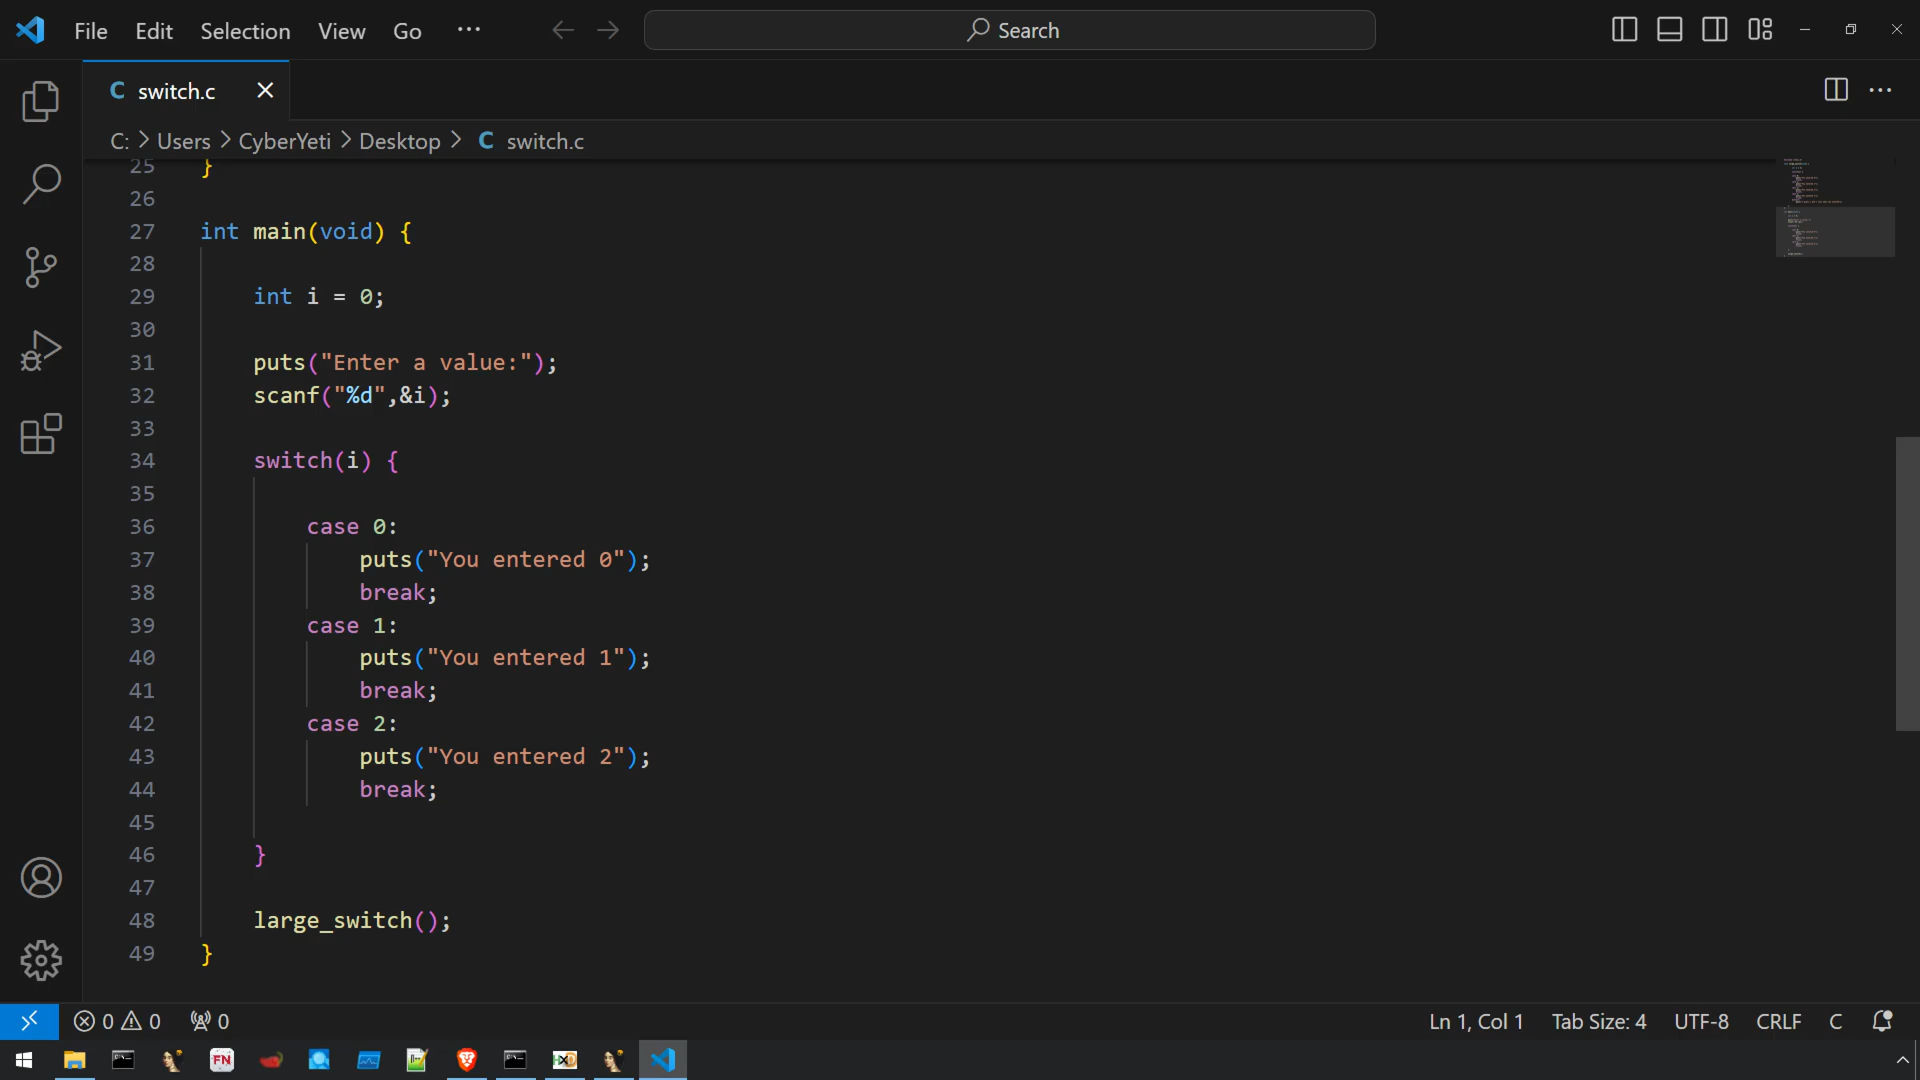 File Edit Selection View Go ··· Search
C switch.c
C: > Users > CyberYeti > Desktop > C switch.c
25 }
26
27 int main(void) {
28
29 int i = 0;
30
31 puts("Enter a value:");
32 scanf("%d",&i);
33
34 switch(i) {
35
36 case 0:
37 puts("You entered 0");
38 break;
39 case 1:
40 puts("You entered 1");
41 break;
42 case 2:
43 puts("You entered 2");
44 break;
45
46 }
47
48 large_switch();
49 }
0 0 0 Ln 1, Col 1 Tab Size: 4 UTF-8 CRLF C
FN HXD